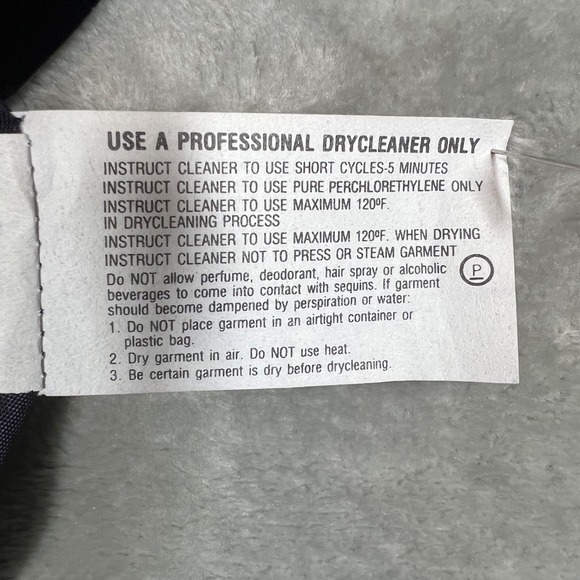 USE A PROFESSIONAL DRYCLEANER ONLY
INSTRUCT CLEANER TO USE SHORT CYCLES-5 MINUTES
INSTRUCT CLEANER TO USE PURE PERCHLORETHYLENE ONLY
INSTRUCT CLEANER TO USE MAXIMUM 120ºF.
IN DRYCLEANING PROCESS
INSTRUCT CLEANER TO USE MAXIMUM 120ºF. WHEN DRYING
INSTRUCT CLEANER NOT TO PRESS OR STEAM GARMENT
Do NOT allow perfume, deodorant, hair spray or alcoholic
beverages to come into contact with sequins. If garment
should become dampened by perspiration or water:
1. Do NOT place garment in an airtight container or
plastic bag.
2. Dry garment in air. Do NOT use heat.
3. Be certain garment is dry before drycleaning.
P